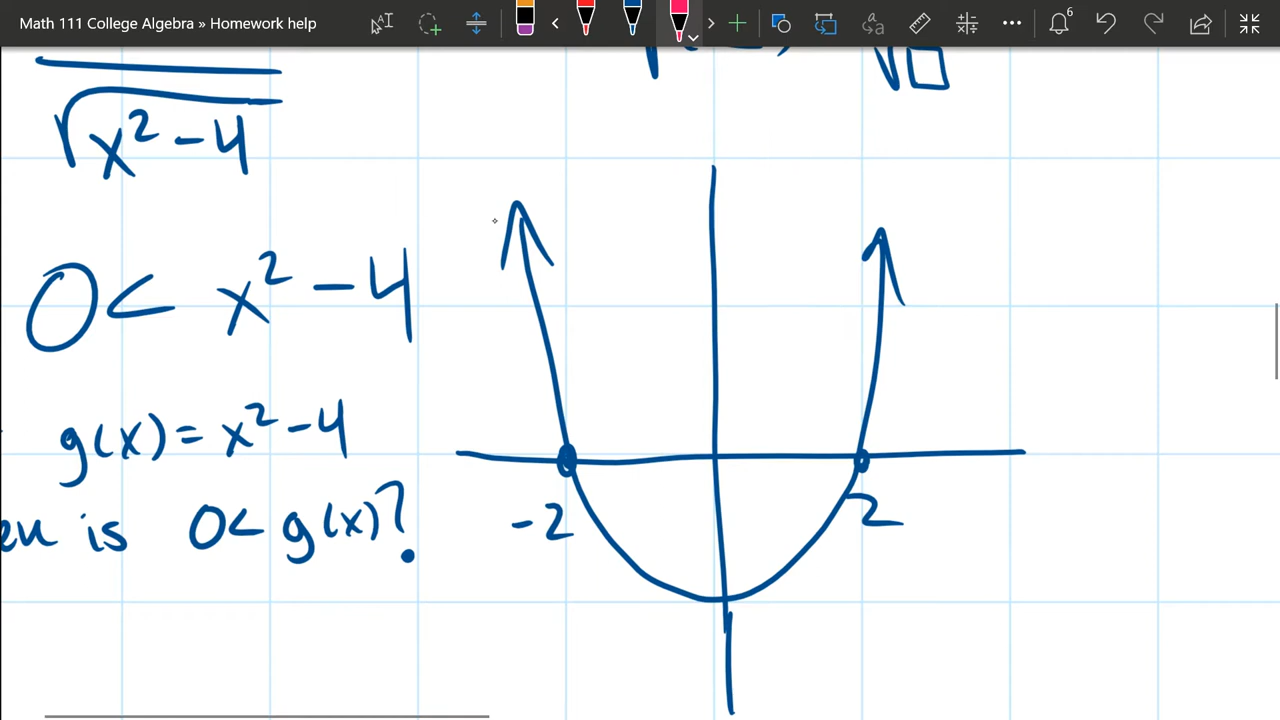 Math 111 College Algebra » Homework help
6
√(x² - 4)
0 < x² - 4
g(x) = x² - 4
is 0 < g(x)?
-2
2